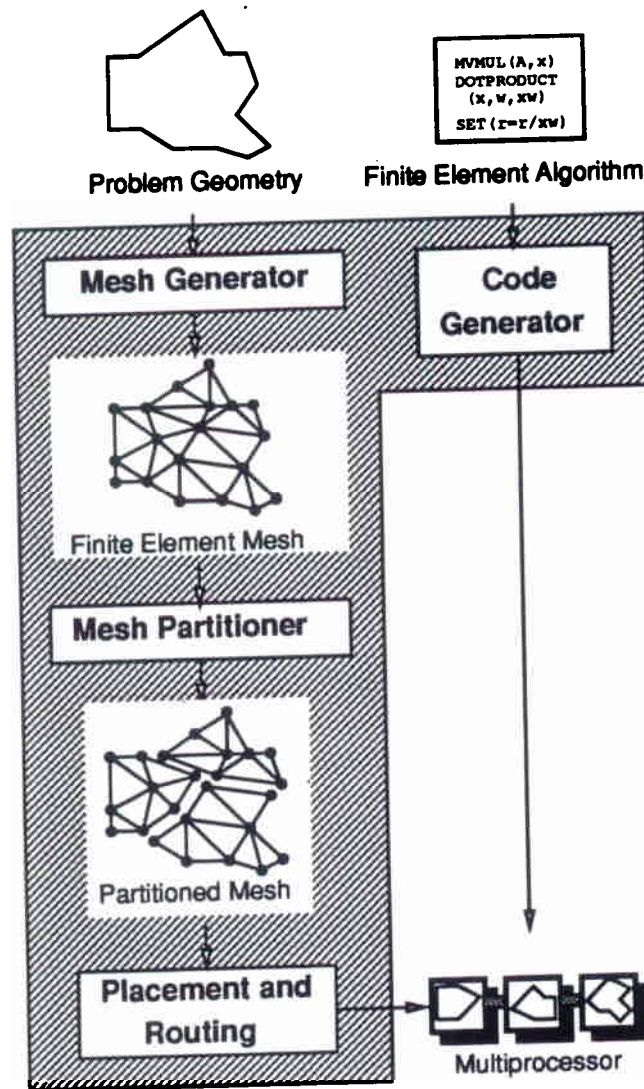 MVMUL(A,x)
DOTPRODUCT
(x,w,xw)
SET(r=r/xw)
Problem Geometry
Finite Element Algorithm
Mesh Generator
Code
Generator
Finite Element Mesh
Mesh Partitioner
Partitioned Mesh
Placement and
Routing
Multiprocessor